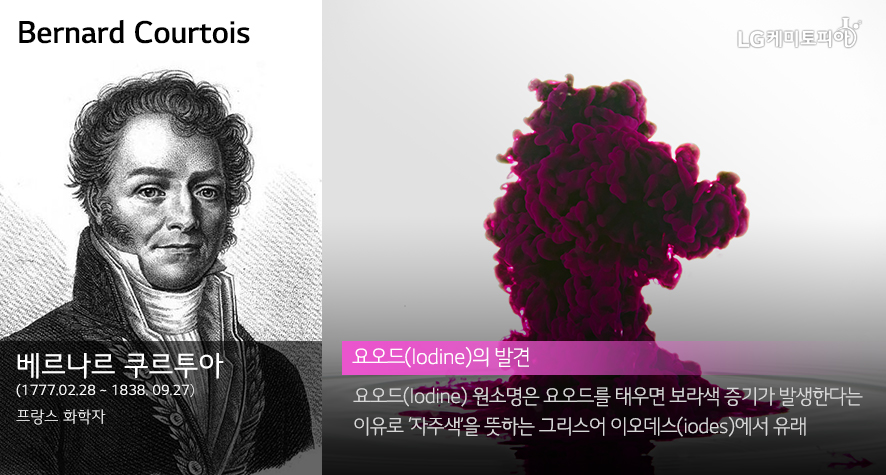 Bernard Courtois
LG케미토피아
베르나르 쿠르투아
(1777.02.28 ~ 1838. 09.27)
프랑스 화학자
요오드(Iodine)의 발견
요오드(Iodine) 원소명은 요오드를 태우면 보라색 증기가 발생한다는
이유로 '자주색'을 뜻하는 그리스어 이오데스(iodes)에서 유래